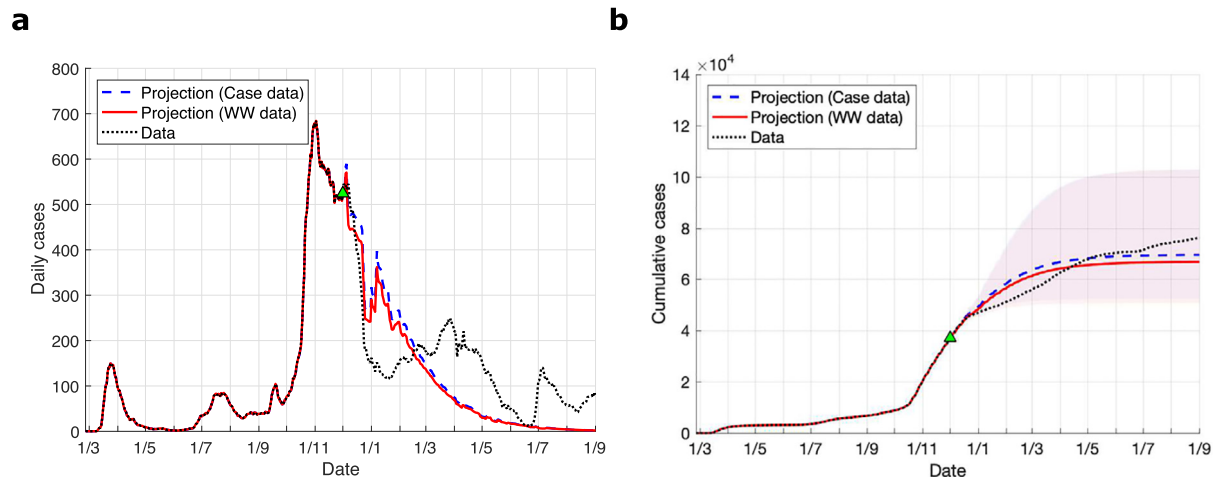 a
800
700
600
500
400
300
200
100
0
Daily cases
Projection (Case data)
Projection (WW data)
Data
1/3 1/5 1/7 1/9 1/11 1/1 1/3 1/5 1/7 1/9
Date
b
×10⁴
14
12
10
8
6
4
2
0
Cumulative cases
Projection (Case data)
Projection (WW data)
Data
1/3 1/5 1/7 1/9 1/11 1/1 1/3 1/5 1/7 1/9
Date